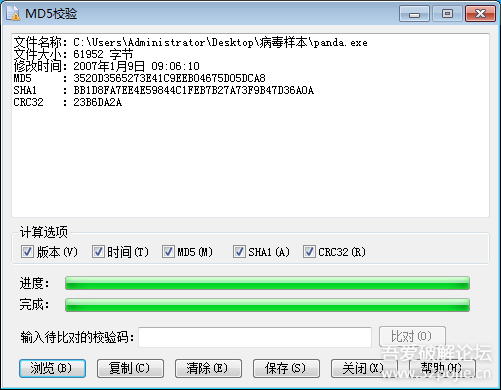 MD5校验
文件名称: C:\Users\Administrator\Desktop\病毒样本\panda.exe
文件大小: 61952 字节
修改时间: 2007年1月9日 09:06:10
MD5 : 3520D3565273E41C9EEB04675D05DCA8
SHA1 : BB1D8FA7EE4E59844C1FEB7B27A73F9B47D36A0A
CRC32 : 23B6DA2A
计算选项
版本(V) 时间(T) MD5(M) SHA1(A) CRC32(R)
进度:
完成:
输入待比对的校验码: 比对(O)
浏览(B) 复制(C) 清除(E) 保存(S) 关闭(X) 帮助(H)
吾爱破解论坛
www.52pojie.cn